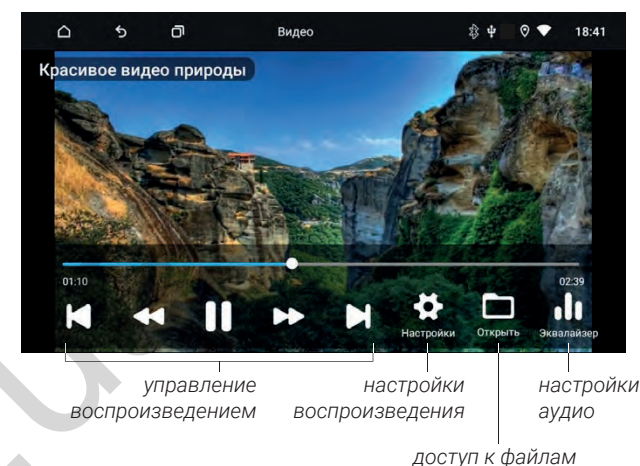 Видео
18:41
Красивое видео природы
01:10
02:39
Настройки
Открыть
Эквалайзер
управление
воспроизведением
настройки
воспроизведения
настройки
аудио
доступ к файлам